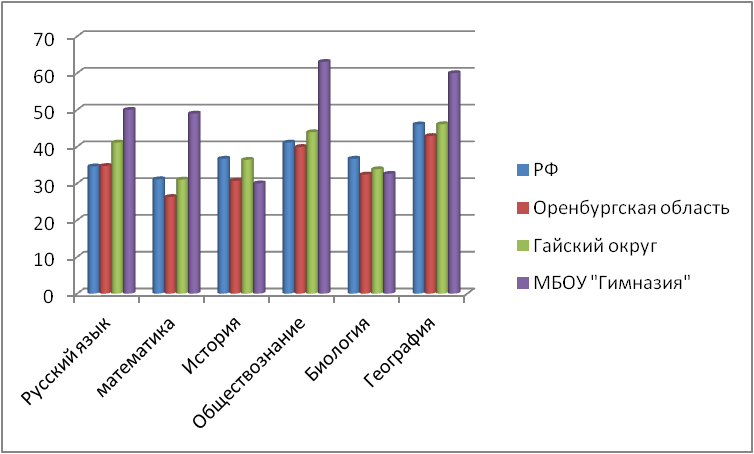 70
60
50
40
30
20
10
0
Русский язык
математика
История
Обществознание
Биология
География
РФ
Оренбургская область
Гайский округ
МБОУ "Гимназия"